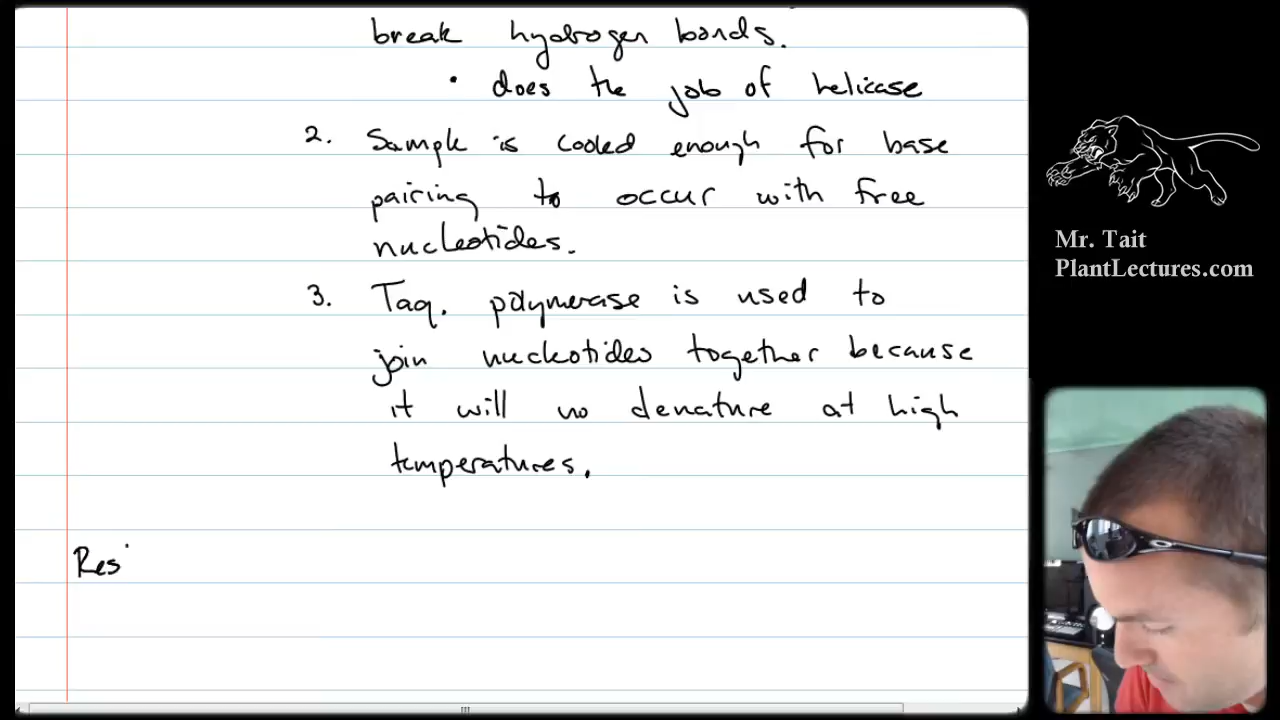 break hydrogen bonds.
• does the job of helicase
2. Sample is cooled enough for base
pairing to occur with free
nucleotides.
3. Taq. polymerase is used to
join nucleotides together because
it will no denature at high
temperatures.
Res
Mr. Tait
PlantLectures.com